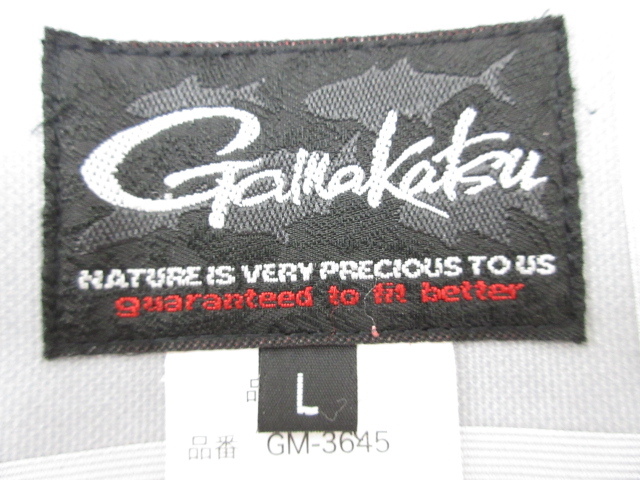 Gamakatsu
NATURE IS VERY PRECIOUS TO US
guaranteed to fit better
L
品番 GM-3645